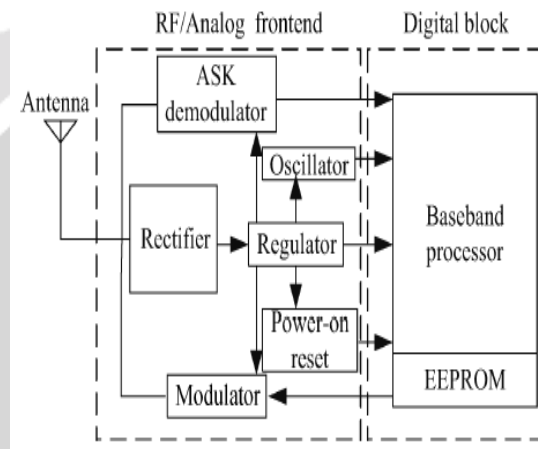 RF/Analog frontend
Digital block
Antenna
ASK
demodulator
Oscillator
Rectifier
Regulator
Baseband
processor
Power-on
reset
Modulator
EEPROM